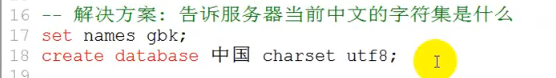 16 -- 解决方案: 告诉服务器当前中文的字符集是什么
17 set names gbk;
18 create database 中国 charset utf8;
19